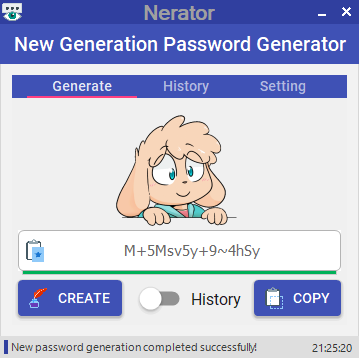 Nerator
New Generation Password Generator
Generate History Setting
M+5Msv5y+9~4hSy
CREATE History COPY
New password generation completed successfully! 21:25:20